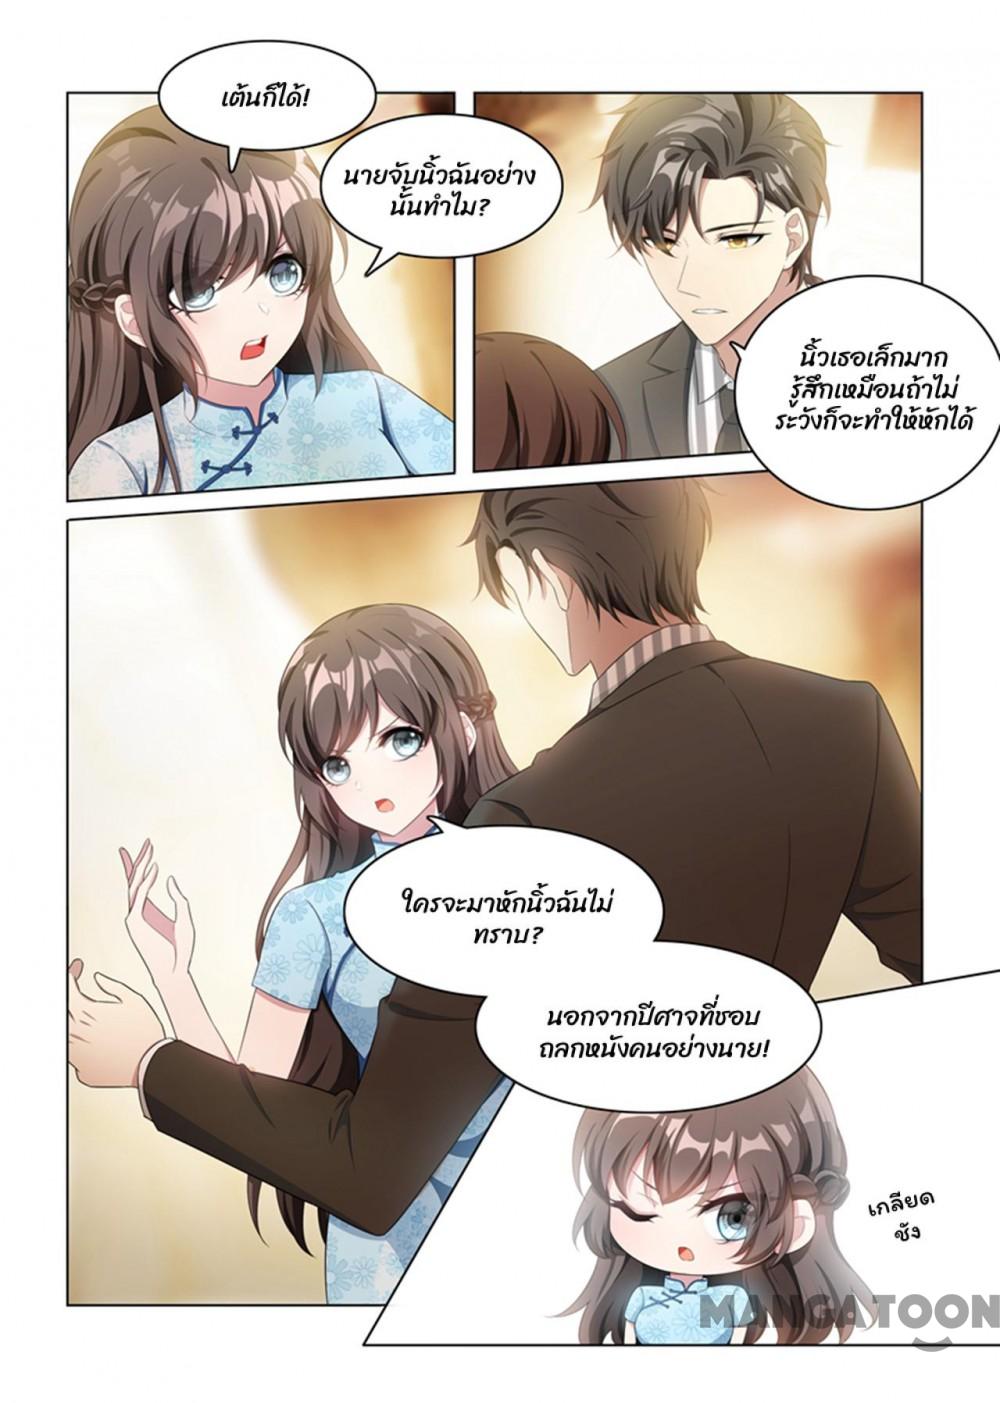 เต้นก็ได้!
นายจับนิ้วฉันอย่าง
นั้นทำไม?
นิ้วเธอเล็กมาก
รู้สึกเหมือนถ้าไม่
ระวังก็จะทำให้หักได้
ใครจะมาหักนิ้วฉันไม่
ทราบ?
นอกจากปีศาจที่ชอบ
ถลกหนังคนอย่างนาย!
เกลียด
ชัง
MANGATOON